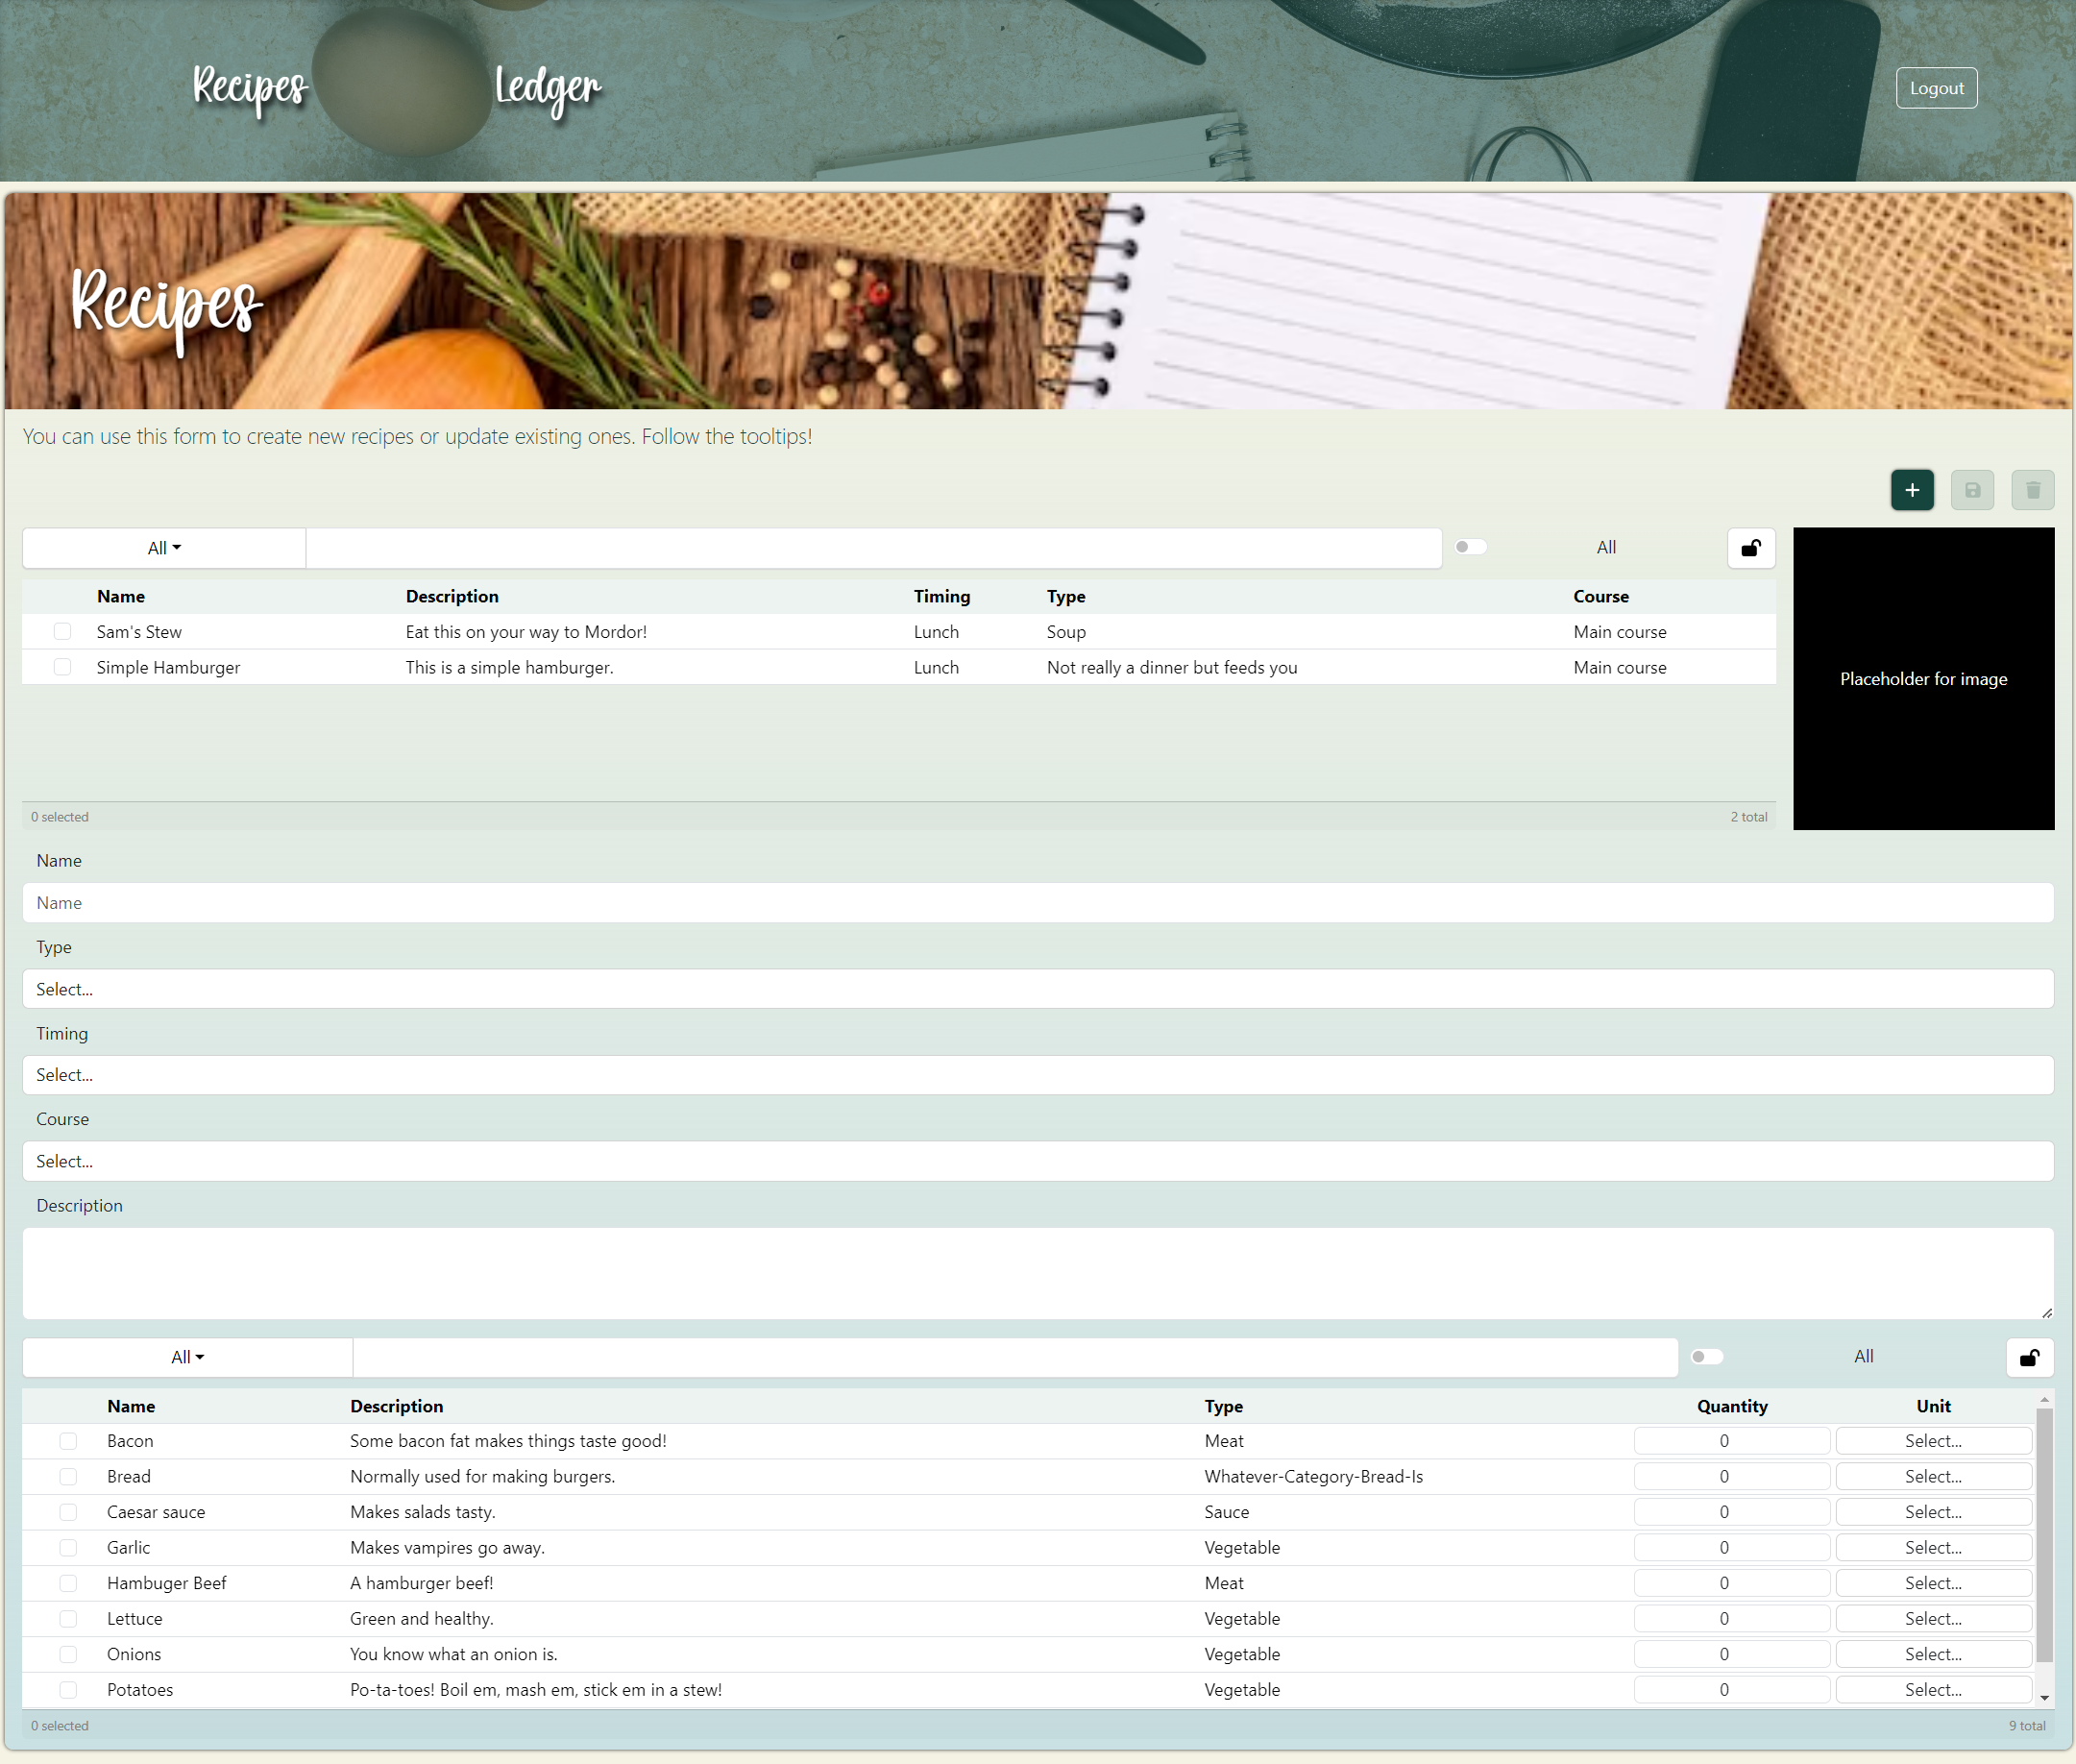 Recipes Ledger
Logout
Recipes
You can use this form to create new recipes or update existing ones. Follow the tooltips!
All All
Name Description Timing Type Course
Sam's Stew Eat this on your way to Mordor! Lunch Soup Main course
Simple Hamburger This is a simple hamburger. Lunch Not really a dinner but feeds you Main course
Placeholder for image
0 selected 2 total
Name
Name
Type
Select...
Timing
Select...
Course
Select...
Description
All All
Name Description Type Quantity Unit
Bacon Some bacon fat makes things taste good! Meat 0 Select...
Bread Normally used for making burgers. Whatever-Category-Bread-Is 0 Select...
Caesar sauce Makes salads tasty. Sauce 0 Select...
Garlic Makes vampires go away. Vegetable 0 Select...
Hambuger Beef A hamburger beef! Meat 0 Select...
Lettuce Green and healthy. Vegetable 0 Select...
Onions You know what an onion is. Vegetable 0 Select...
Potatoes Po-ta-toes! Boil em, mash em, stick em in a stew! Vegetable 0 Select...
0 selected 9 total